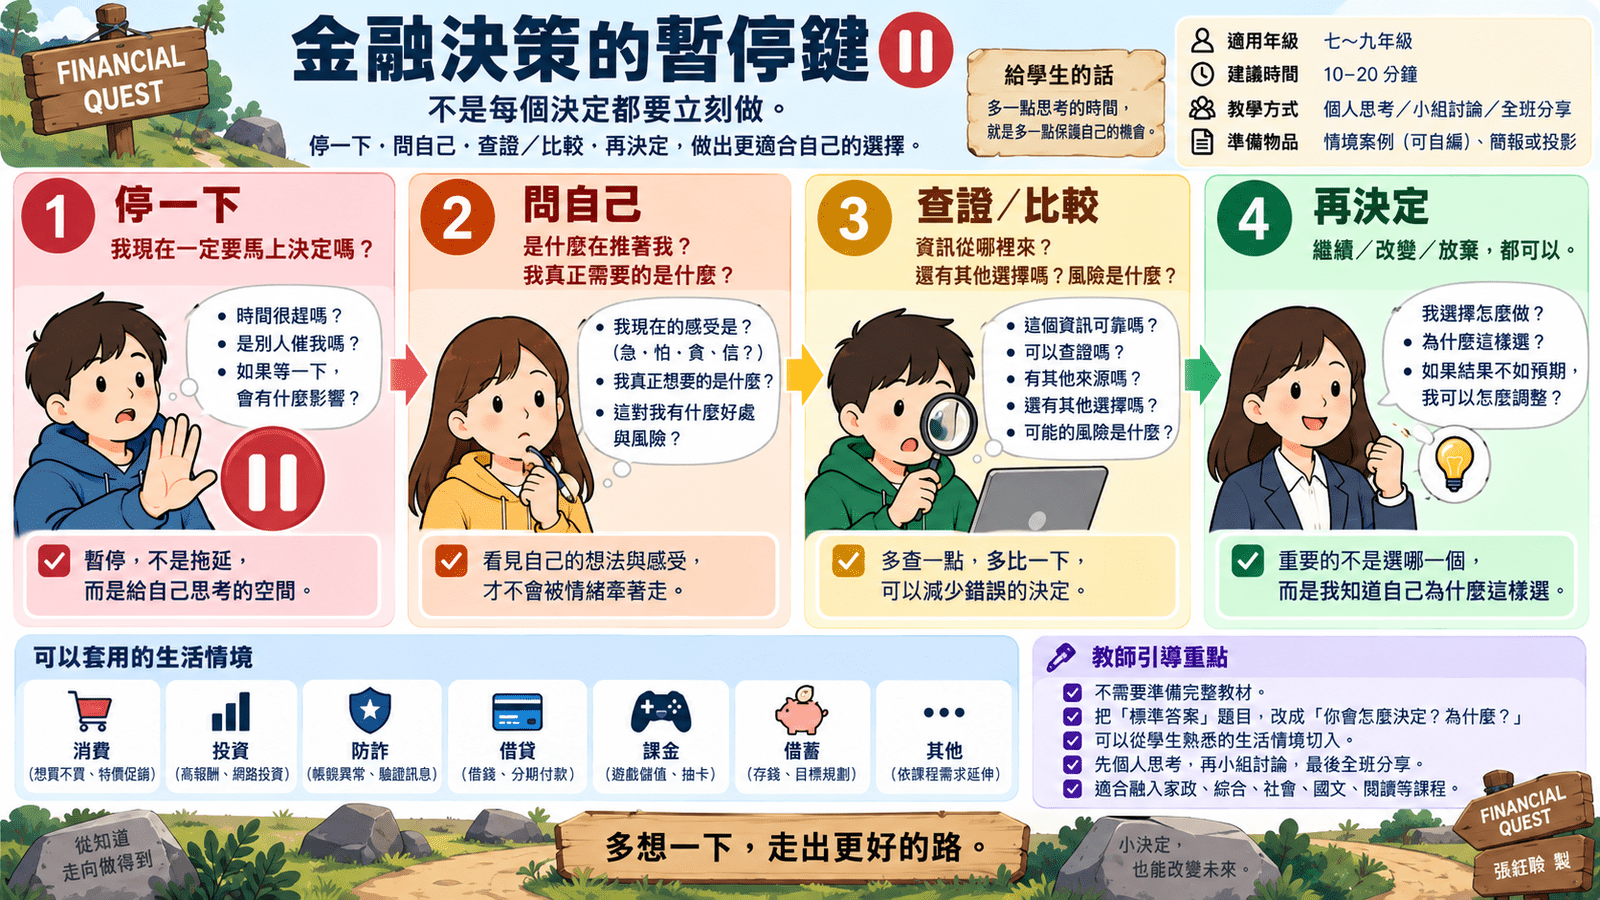 FINANCIAL
QUEST
金融決策的暫停鍵
不是每個決定都要立刻做。
停一下・問自己・查證／比較・再決定，做出更適合自己的選擇。
給學生的話
多一點思考的時間，
就是多一點保護自己的機會。
適用年級 七～九年級
建議時間 10–20 分鐘
教學方式 個人思考／小組討論／全班分享
準備物品 情境案例（可自編）、簡報或投影
1 停一下
我現在一定要馬上決定嗎？
• 時間很趕嗎？
• 是別人催我嗎？
• 如果等一下，
會有什麼影響？
暫停，不是拖延，
而是給自己思考的空間。
2 問自己
是什麼在推著我？
我真正需要的是什麼？
• 我現在的感受是？
（急・怕・貪、信？）
• 我真正想要的是什麼？
• 這對我有什麼好處
與風險？
看見自己的想法與感受，
才不會被情緒牽著走。
3 查證／比較
資訊從哪裡來？
還有其他選擇嗎？風險是什麼？
• 這個資訊可靠嗎？
• 可以查證嗎？
• 有其他來源嗎？
• 還有其他選擇嗎？
• 可能的風險是什麼？
多查一點，多比一下，
可以減少錯誤的決定。
4 再決定
繼續／改變／放棄，都可以。
我選擇怎麼做？
• 為什麼這樣選？
• 如果結果不如預期，
我可以怎麼調整？
重要的不是選哪一個，
而是我知道自己為什麼這樣選。
可以套用的生活情境
消費
（想買不買、特價促銷）
投資
（高報酬、網路投資）
防詐
（帳號異常、驗證訊息）
借貸
（借錢、分期付款）
課金
（遊戲儲值、抽卡）
借蓄
（存錢、目標規劃）
其他
（依課程需求延伸）
教師引導重點
不需要準備完整教材。
把「標準答案」題目，改成「你會怎麼決定？為什麼？」
可以從學生熟悉的生活情境切入。
先個人思考，再小組討論，最後全班分享。
適合融入家政、綜合、社會、國文、閱讀等課程。
從知道
走向做得到
多想一下，走出更好的路。
小決定，
也能改變未來。
FINANCIAL
QUEST
張鈺聆 製